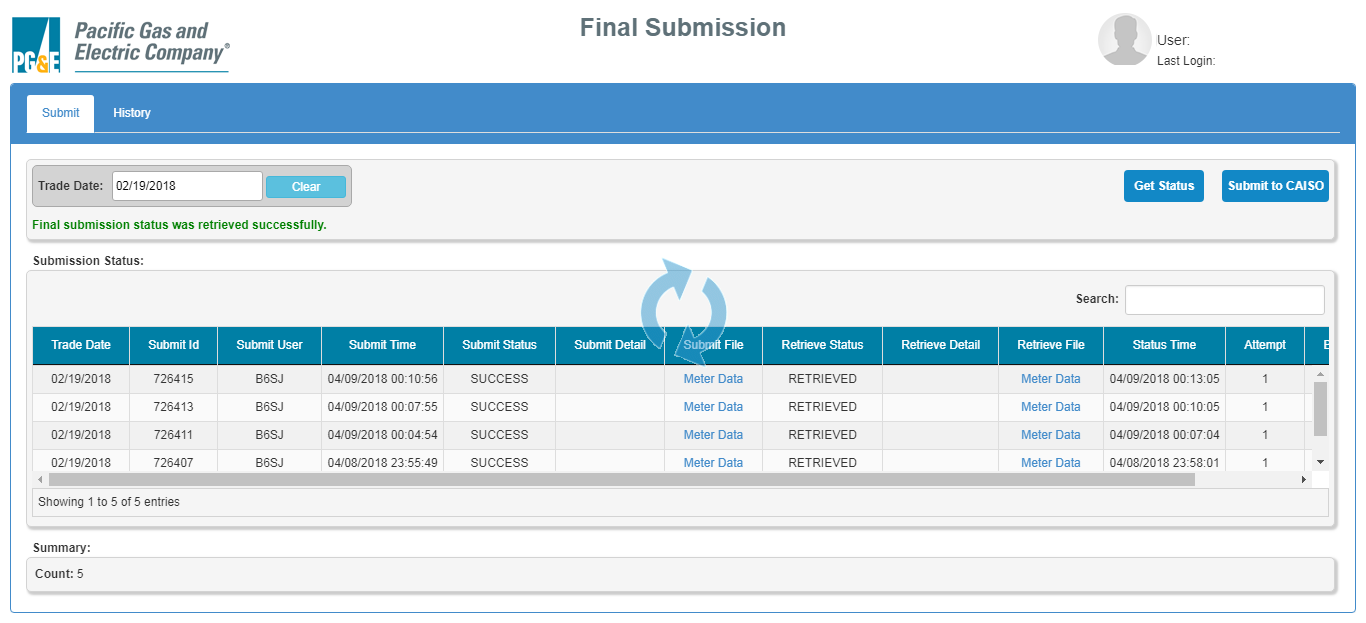 Pacific Gas and
Electric Company®
PG&E
Final Submission
User:
Last Login:
Submit History
Trade Date: 02/19/2018 Clear Get Status Submit to CAISO
Final submission status was retrieved successfully.
Submission Status:
Search:
Trade Date Submit Id Submit User Submit Time Submit Status Submit Detail Submit File Retrieve Status Retrieve Detail Retrieve File Status Time Attempt
02/19/2018 726415 B6SJ 04/09/2018 00:10:56 SUCCESS Meter Data RETRIEVED Meter Data 04/09/2018 00:13:05 1
02/19/2018 726413 B6SJ 04/09/2018 00:07:55 SUCCESS Meter Data RETRIEVED Meter Data 04/09/2018 00:10:05 1
02/19/2018 726411 B6SJ 04/09/2018 00:04:54 SUCCESS Meter Data RETRIEVED Meter Data 04/09/2018 00:07:04 1
02/19/2018 726407 B6SJ 04/08/2018 23:55:49 SUCCESS Meter Data RETRIEVED Meter Data 04/08/2018 23:58:01 1
Showing 1 to 5 of 5 entries
Summary:
Count: 5